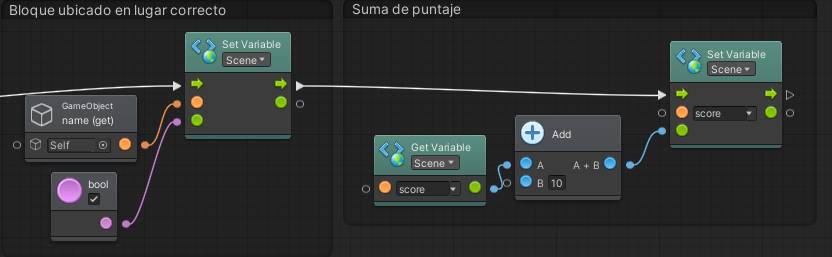 Bloque ubicado en lugar correcto
Set Variable
Scene
GameObject
name (get)
Self
bool
Suma de puntaje
Get Variable
Scene
score
Add
A
A + B
B
10
Set Variable
Scene
score